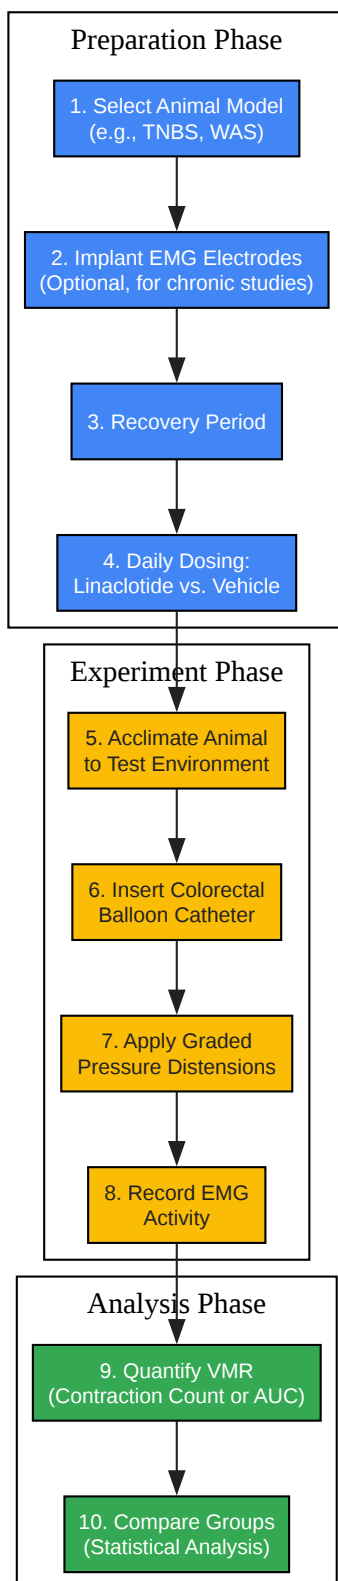 Preparation Phase
1. Select Animal Model
(e.g., TNBS, WAS)
2. Implant EMG Electrodes
(Optional, for chronic studies)
3. Recovery Period
4. Daily Dosing:
Linaclotide vs. Vehicle
Experiment Phase
5. Acclimate Animal
to Test Environment
6. Insert Colorectal
Balloon Catheter
7. Apply Graded
Pressure Distensions
8. Record EMG
Activity
Analysis Phase
9. Quantify VMR
(Contraction Count or AUC)
10. Compare Groups
(Statistical Analysis)